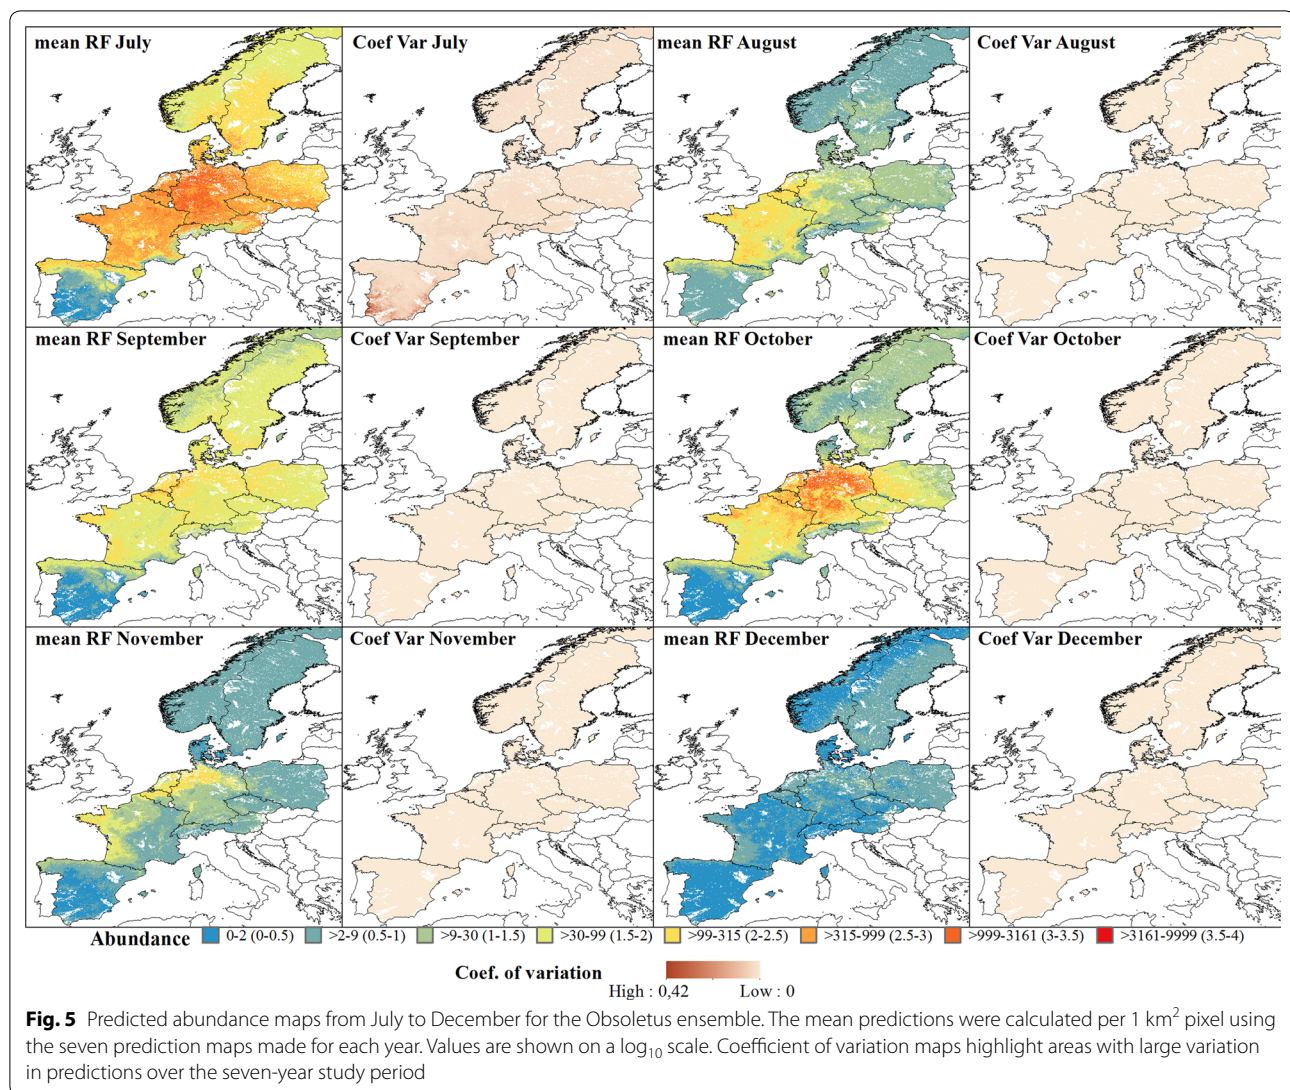 mean RF July
Coef Var July
mean RF August
Coef Var August
mean RF September
Coef Var September
mean RF October
Coef Var October
mean RF November
Coef Var November
mean RF December
Coef Var December
Abundance 0-2 (0-0.5) >2-9 (0.5-1) >9-30 (1-1.5) >30-99 (1.5-2) >99-315 (2-2.5) >315-999 (2.5-3) >999-3161 (3-3.5) >3161-9999 (3.5-4)
Coef. of variation
High : 0,42 Low : 0
Fig. 5 Predicted abundance maps from July to December for the Obsoletus ensemble. The mean predictions were calculated per 1 km² pixel using
the seven prediction maps made for each year. Values are shown on a log₁₀ scale. Coefficient of variation maps highlight areas with large variation
in predictions over the seven-year study period